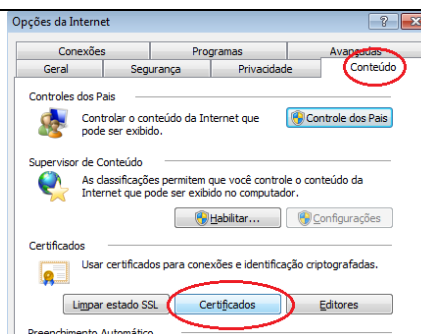 Opções da Internet
Conexões Programas Avançadas
Geral Segurança Privacidade Conteúdo
Controles dos Pais
Controlar o conteúdo da Internet que
pode ser exibido.
Controle dos Pais
Supervisor de Conteúdo
As classificações permitem que você controle o conteúdo da
Internet que pode ser exibido no computador.
Habilitar... Configurações
Certificados
Usar certificados para conexões e identificação criptografadas.
Limpar estado SSL Certificados Editores
Preenchimento Automático